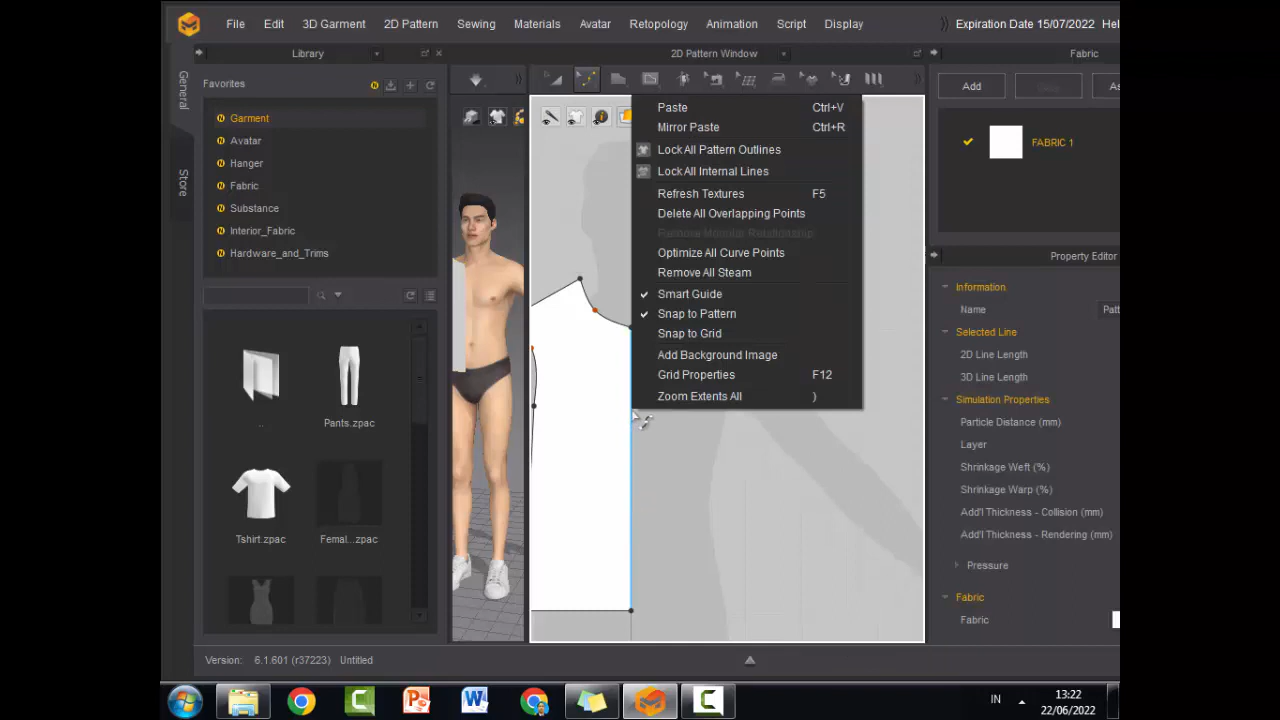 File Edit 3D Garment 2D Pattern Sewing Materials Avatar Retopology Animation Script Display Expiration Date 15/07/2022 Hel
Library
2D Pattern Window
Fabric
General
Store
Favorites
Garment
Avatar
Hanger
Fabric
Substance
Interior_Fabric
Hardware_and_Trims
..
Pants.zpac
Tshirt.zpac
Femal...zpac
Paste Ctrl+V
Mirror Paste Ctrl+R
Lock All Pattern Outlines
Lock All Internal Lines
Refresh Textures F5
Delete All Overlapping Points
Optimize All Curve Points
Remove All Steam
Smart Guide
Snap to Pattern
Snap to Grid
Add Background Image
Grid Properties F12
Zoom Extents All )
Add
As
FABRIC 1
Property Editor
Information
Name Patt
Selected Line
2D Line Length
3D Line Length
Simulation Properties
Particle Distance (mm)
Layer
Shrinkage Weft (%)
Shrinkage Warp (%)
Add'l Thickness - Collision (mm)
Add'l Thickness - Rendering (mm)
Pressure
Fabric
Fabric
Version: 6.1.601 (r37223) Untitled
IN
13:22
22/06/2022